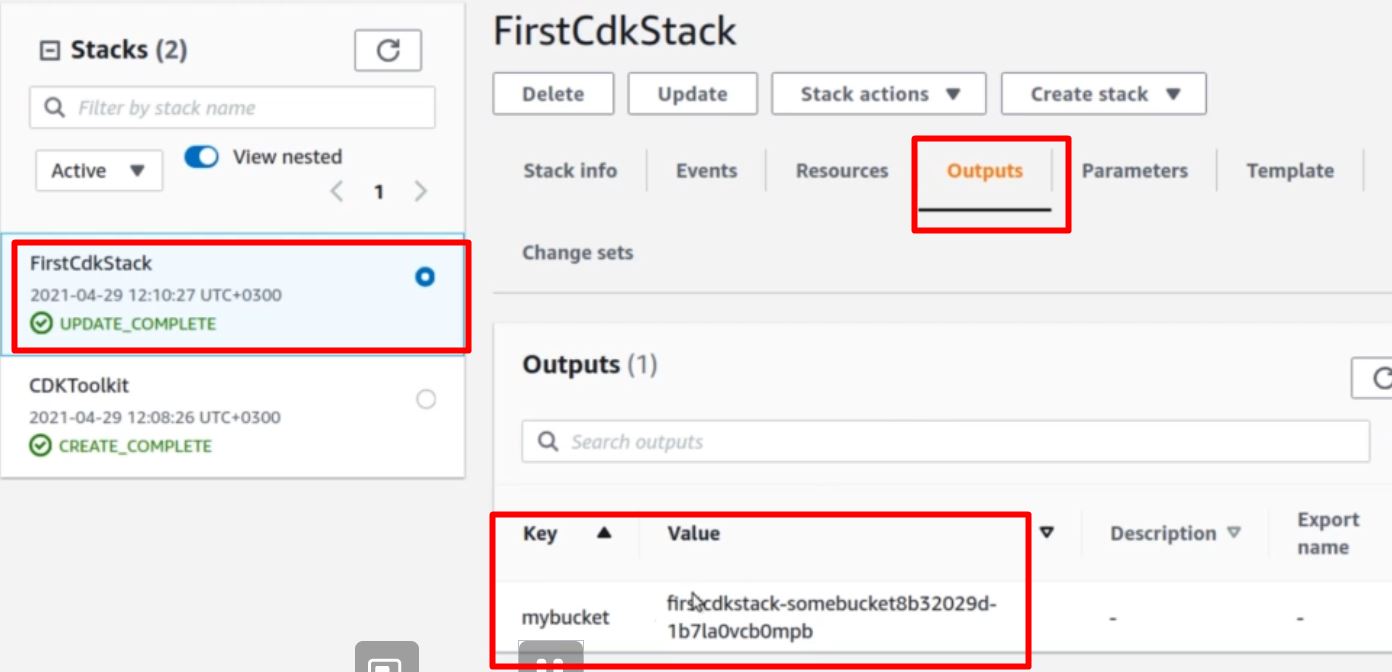 Stacks (2)
Filter by stack name
Active
View nested
1
FirstCdkStack
2021-04-29 12:10:27 UTC+0300
UPDATE_COMPLETE
CDKToolkit
2021-04-29 12:08:26 UTC+0300
CREATE_COMPLETE
FirstCdkStack
Delete
Update
Stack actions
Create stack
Stack info
Events
Resources
Outputs
Parameters
Template
Change sets
Outputs (1)
Search outputs
Key
Value
Description
Export
name
mybucket
firstcdkstack-somebucket8b32029d-
1b7la0vcb0mpb
-
-